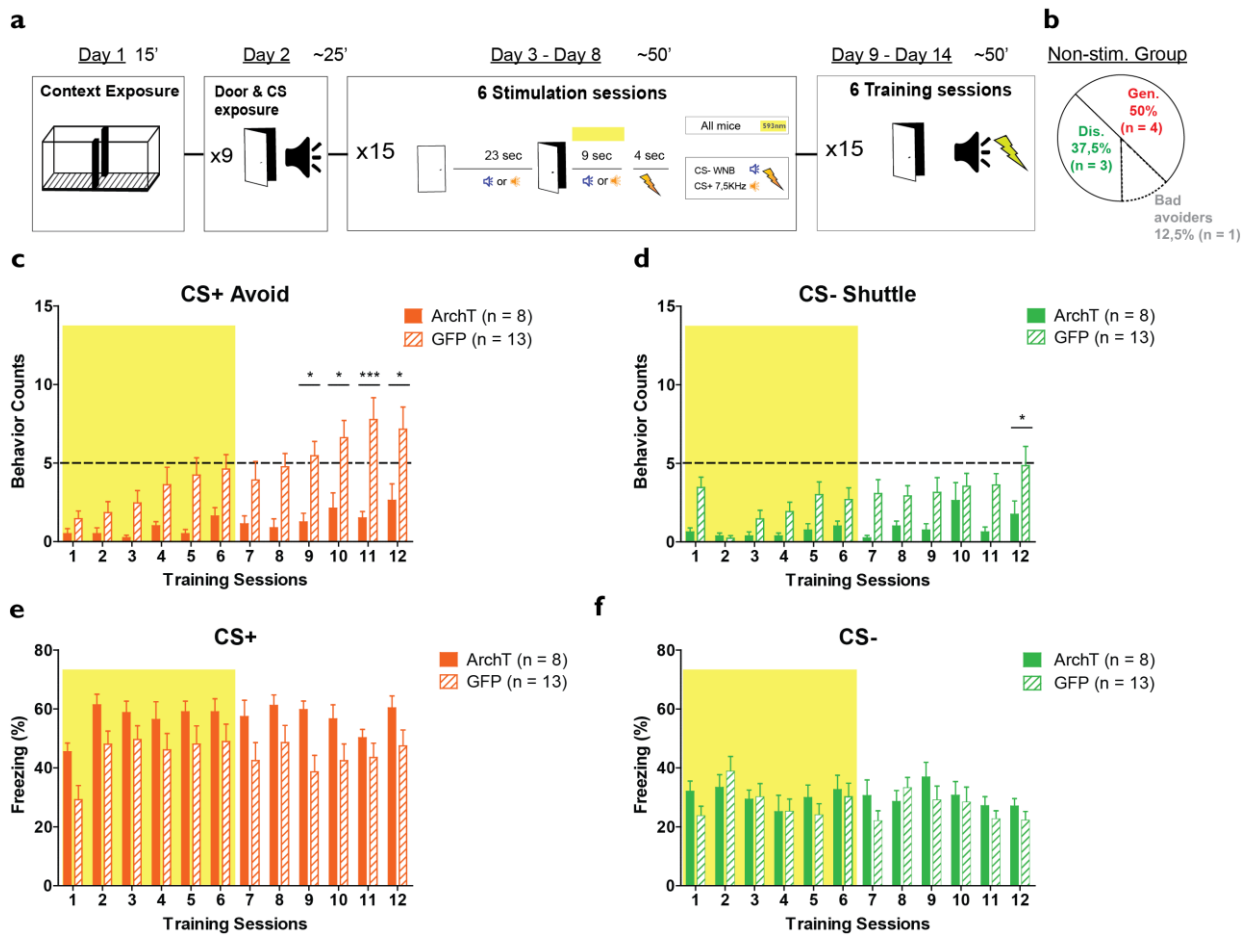 a
Day 1 15’
Day 2 ~25’
Day 3 - Day 8 ~50’
Day 9 - Day 14 ~50’
Context Exposure
Door & CS
exposure
x9
6 Stimulation sessions
x15
23 sec
9 sec
4 sec
or
or
All mice
593nm
CS- WNB
CS+ 7,5KHz
6 Training sessions
x15
b
Non-stim. Group
Gen.
50%
(n = 4)
Dis.
37,5%
(n = 3)
Bad
avoiders
12,5% (n = 1)
c
CS+ Avoid
ArchT (n = 8)
GFP (n = 13)
Behavior Counts
15
10
5
0
* * *** *
1 2 3 4 5 6 7 8 9 10 11 12
Training Sessions
d
CS- Shuttle
ArchT (n = 8)
GFP (n = 13)
Behavior Counts
15
10
5
0
*
1 2 3 4 5 6 7 8 9 10 11 12
Training Sessions
e
CS+
ArchT (n = 8)
GFP (n = 13)
Freezing (%)
80
60
40
20
0
1 2 3 4 5 6 7 8 9 10 11 12
Training Sessions
f
CS-
ArchT (n = 8)
GFP (n = 13)
Freezing (%)
80
60
40
20
0
1 2 3 4 5 6 7 8 9 10 11 12
Training Sessions